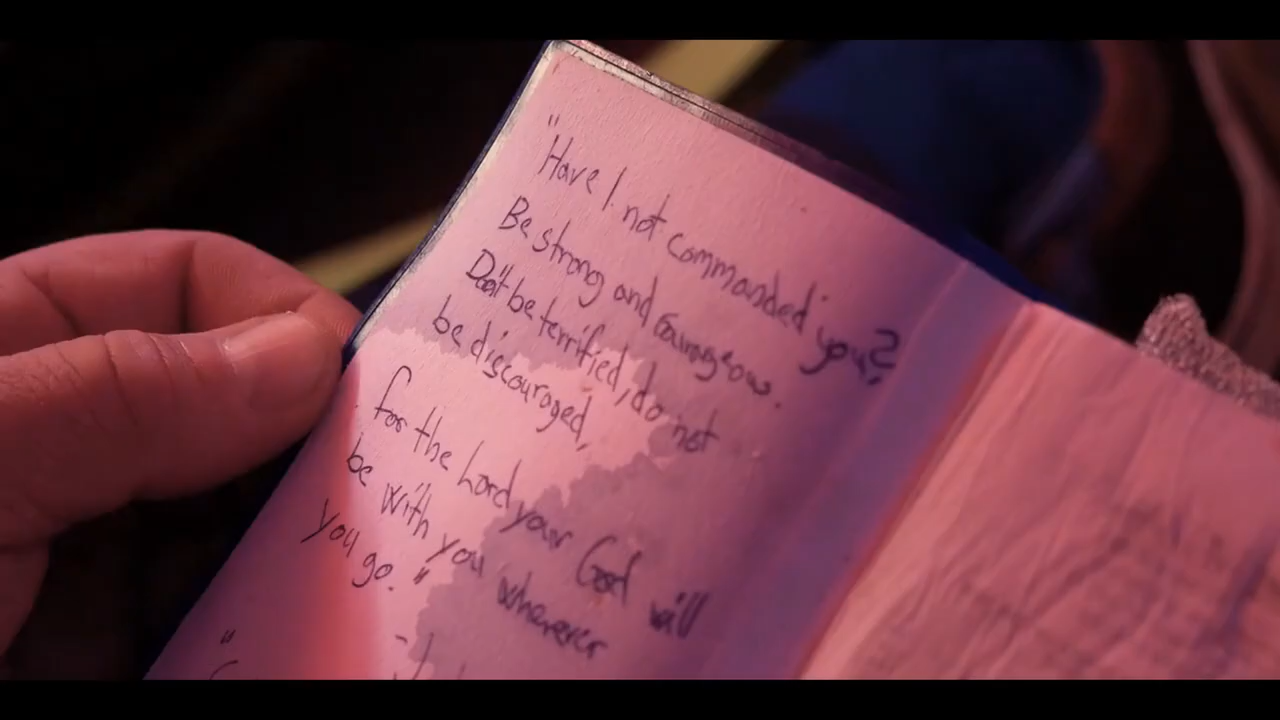 "Have I not commanded you?
Be strong and courageous.
Don't be terrified, do not
be discouraged,
for the Lord your God will
be with you wherever
you go."